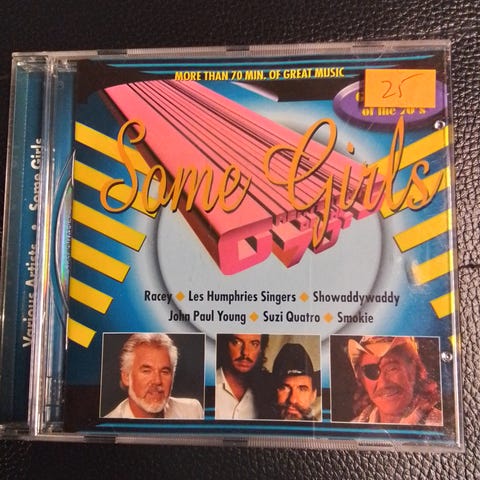 MORE THAN 70 MIN. OF GREAT MUSIC
25
of the 70's
Some Girls
Racey ◆ Les Humphries Singers ◆ Showaddywaddy
John Paul Young ◆ Suzi Quatro ◆ Smokie
Various Artists ◆ Some Girls